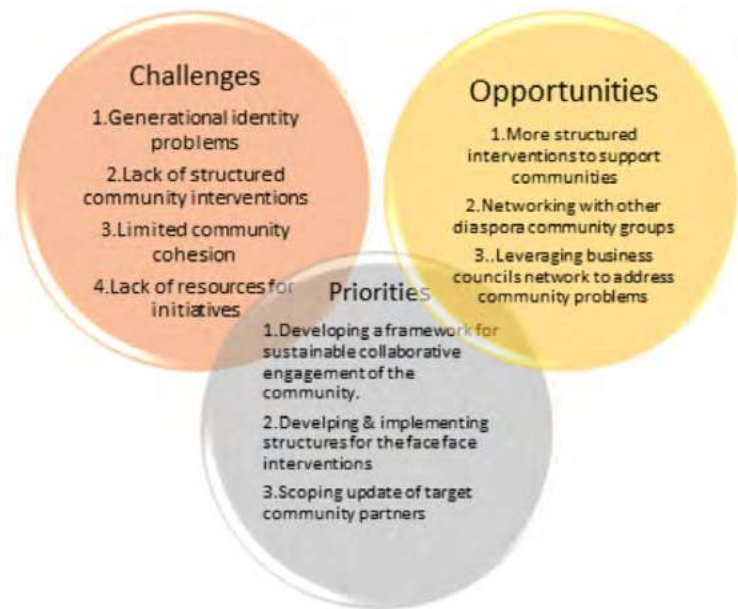 Challenges
1.Generational identity
problems
2.Lack of structured
community interventions
3.Limited community
cohesion
4.Lack of resources for
initiatives
Opportunities
1.More structured
interventions to support
communities
2.Networking with other
diaspora community groups
3..Leveraging business
councils network to address
community problems
Priorities
1.Developing a framework for
sustainable collaborative
engagement of the
community.
2.Develping & implementing
structures for the face face
interventions
3.Scoping update of target
community partners